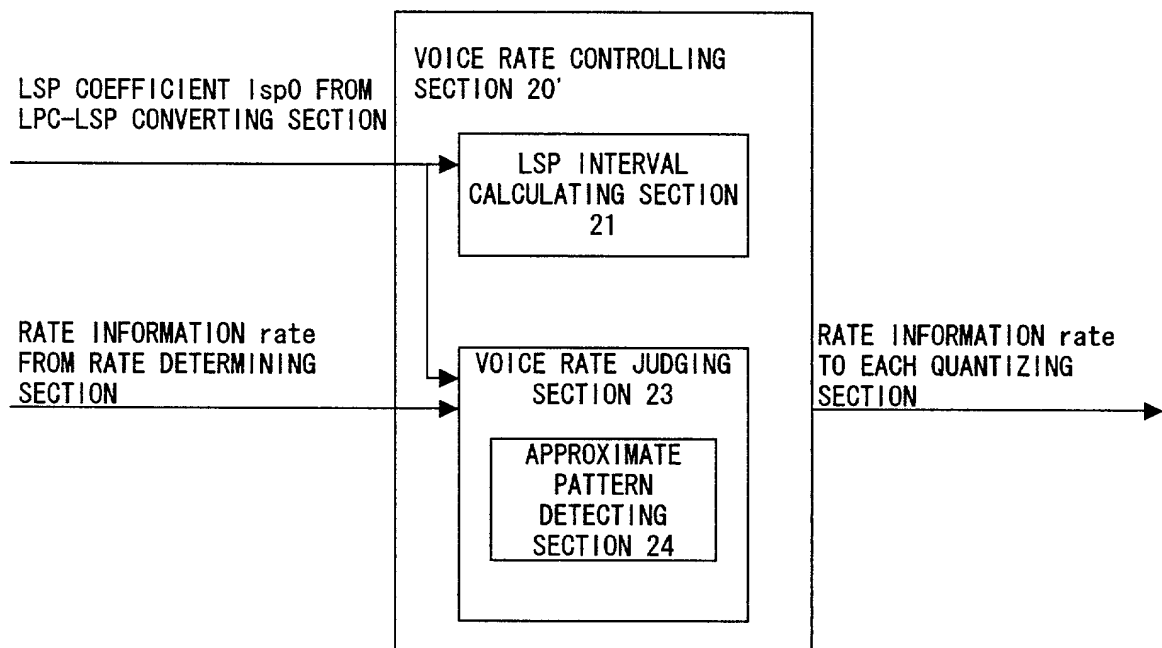 VOICE RATE CONTROLLING
SECTION 20'
LSP COEFFICIENT lsp0 FROM
LPC-LSP CONVERTING SECTION
LSP INTERVAL
CALCULATING SECTION
21
RATE INFORMATION rate
FROM RATE DETERMINING
SECTION
VOICE RATE JUDGING
SECTION 23
APPROXIMATE
PATTERN
DETECTING
SECTION 24
RATE INFORMATION rate
TO EACH QUANTIZING
SECTION